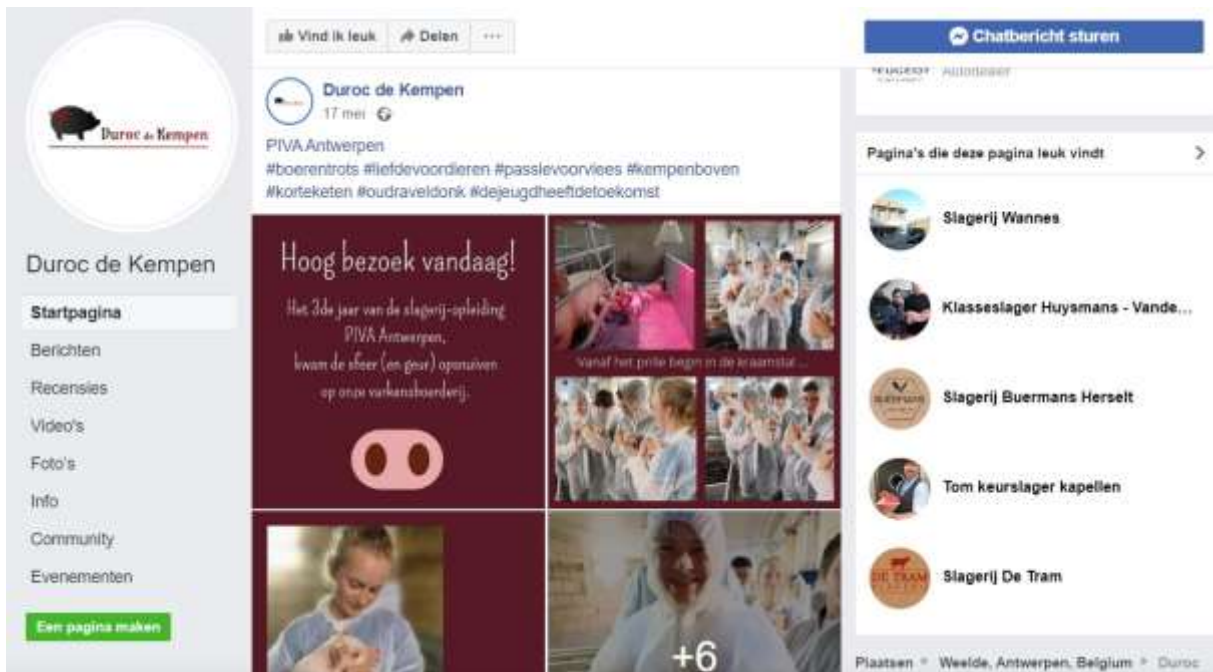 Duroc de Kempen
Duroc de Kempen
Startpagina
Berichten
Recensies
Video's
Foto's
Info
Community
Evenementen
Een pagina maken
Vind ik leuk
Delen
...
Duroc de Kempen
17 mei
PIVA Antwerpen
#boerentrots #liefdevoordieren #passievoorvlees #kempenboven
#korteketen #oudraveldonk #dejeugdheeftdetoekomst
Hoog bezoek vandaag!
Het 3de jaar van de slagerij-opleiding
PIVA Antwerpen,
kwam de sfeer (en geur) opsnuiven
op onze varkensboerderij.
Vanaf het prille begin in de kraamstal ...
+6
Chatbericht sturen
Autodealer
Pagina's die deze pagina leuk vindt
Slagerij Wannes
Klasseslager Huysmans - Vande...
Slagerij Buermans Herselt
Tom keurslager kapellen
DE TRAM
Slagerij De Tram
Plaatsen
Weelde, Antwerpen, Belgium
Duroc